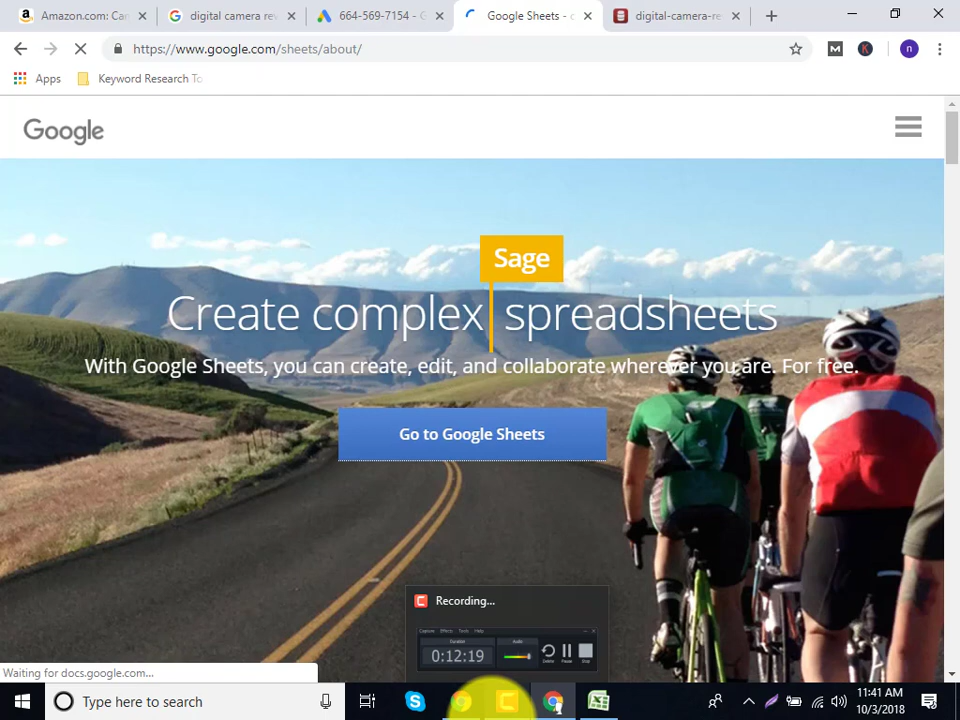 Amazon.com: Can
digital camera rev
664-569-7154 - G
Google Sheets - c
digital-camera-re
https://www.google.com/sheets/about/
M
K
n
Apps
Keyword Research To
Google
Sage
Create complex spreadsheets
With Google Sheets, you can create, edit, and collaborate wherever you are. For free.
Go to Google Sheets
Recording...
Capture Effects Tools Help
Duration
Audio
0:12:19
Delete Pause Stop
Waiting for docs.google.com...
Type here to search
11:41 AM
10/3/2018